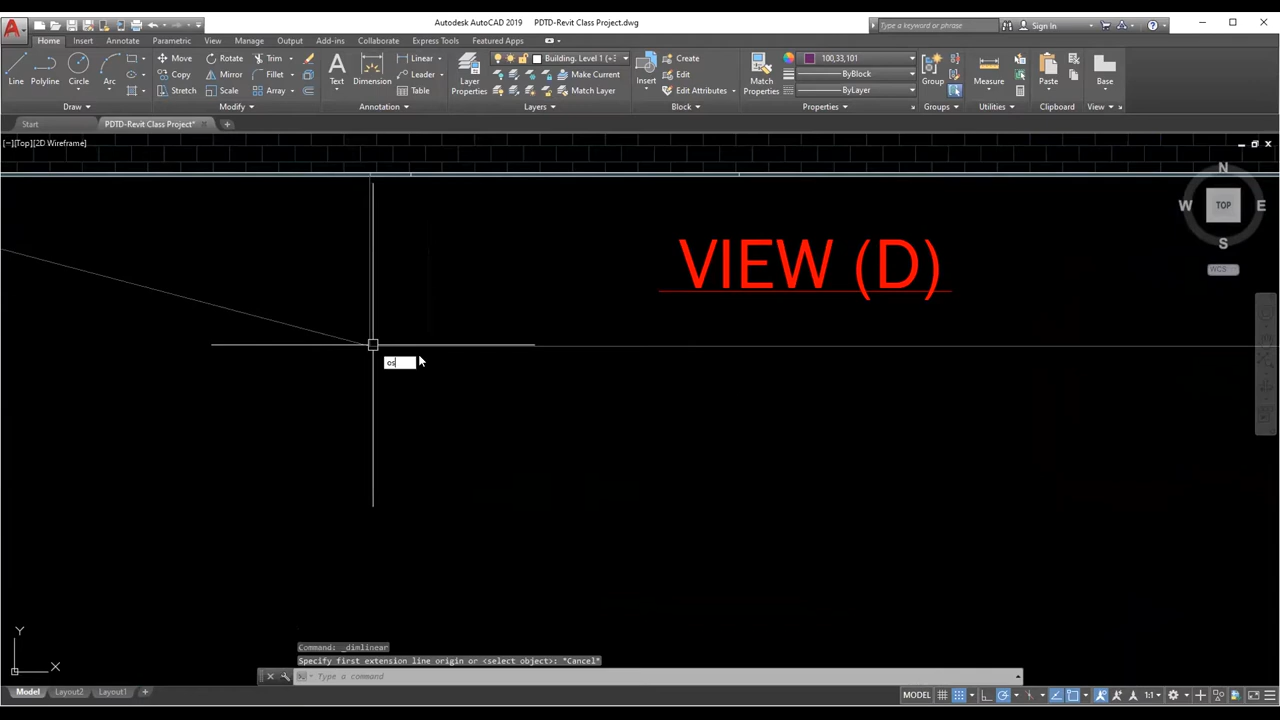 Autodesk AutoCAD 2019 PDTD-Revit Class Project.dwg
Type a keyword or phrase
Sign In
Home Insert Annotate Parametric View Manage Output Add-ins Collaborate Express Tools Featured Apps
Line Polyline Circle Arc
Move Rotate Trim
Copy Mirror Fillet
Stretch Scale Array
Text Dimension
Linear
Leader
Table
Layer Properties
Building. Level 1 (+
Make Current
Match Layer
Insert
Create
Edit
Edit Attributes
Match Properties
100,33,101
ByBlock
ByLayer
Group
Measure
Paste
Base
Draw Modify Annotation Layers Block Properties Groups Utilities Clipboard View
Start PDTD-Revit Class Project*
[−][Top][2D Wireframe]
N
W TOP E
S
WCS
VIEW (D)
os
Y
X
Command: _dimlinear
Specify first extension line origin or <select object>: *Cancel*
Type a command
Model Layout2 Layout1 MODEL 1:1